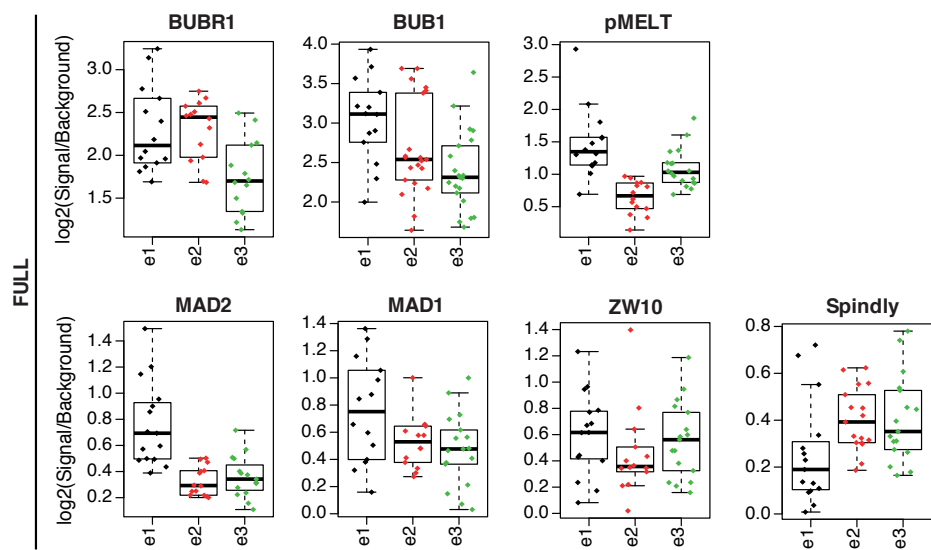 BUBR1
BUB1
pMELT
FULL
log2(Signal/Background)
3.0
2.5
2.0
1.5
e1
e2
e3
4.0
3.5
3.0
2.5
2.0
e1
e2
e3
3.0
2.5
2.0
1.5
1.0
0.5
e1
e2
e3
MAD2
MAD1
ZW10
Spindly
log2(Signal/Background)
1.4
1.2
1.0
0.8
0.6
0.4
0.2
e1
e2
e3
1.4
1.2
1.0
0.8
0.6
0.4
0.2
0.0
e1
e2
e3
1.4
1.2
1.0
0.8
0.6
0.4
0.2
0.0
e1
e2
e3
0.8
0.6
0.4
0.2
0.0
e1
e2
e3